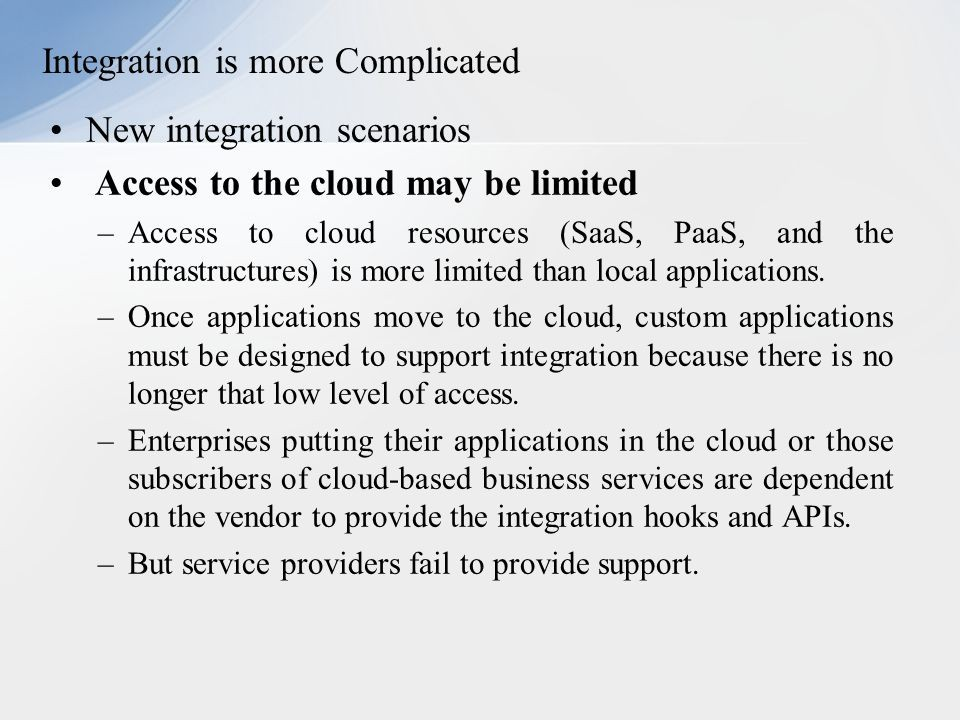 Integration is more Complicated
• New integration scenarios
• Access to the cloud may be limited
– Access to cloud resources (SaaS, PaaS, and the
infrastructures) is more limited than local applications.
– Once applications move to the cloud, custom applications
must be designed to support integration because there is no
longer that low level of access.
– Enterprises putting their applications in the cloud or those
subscribers of cloud-based business services are dependent
on the vendor to provide the integration hooks and APIs.
– But service providers fail to provide support.